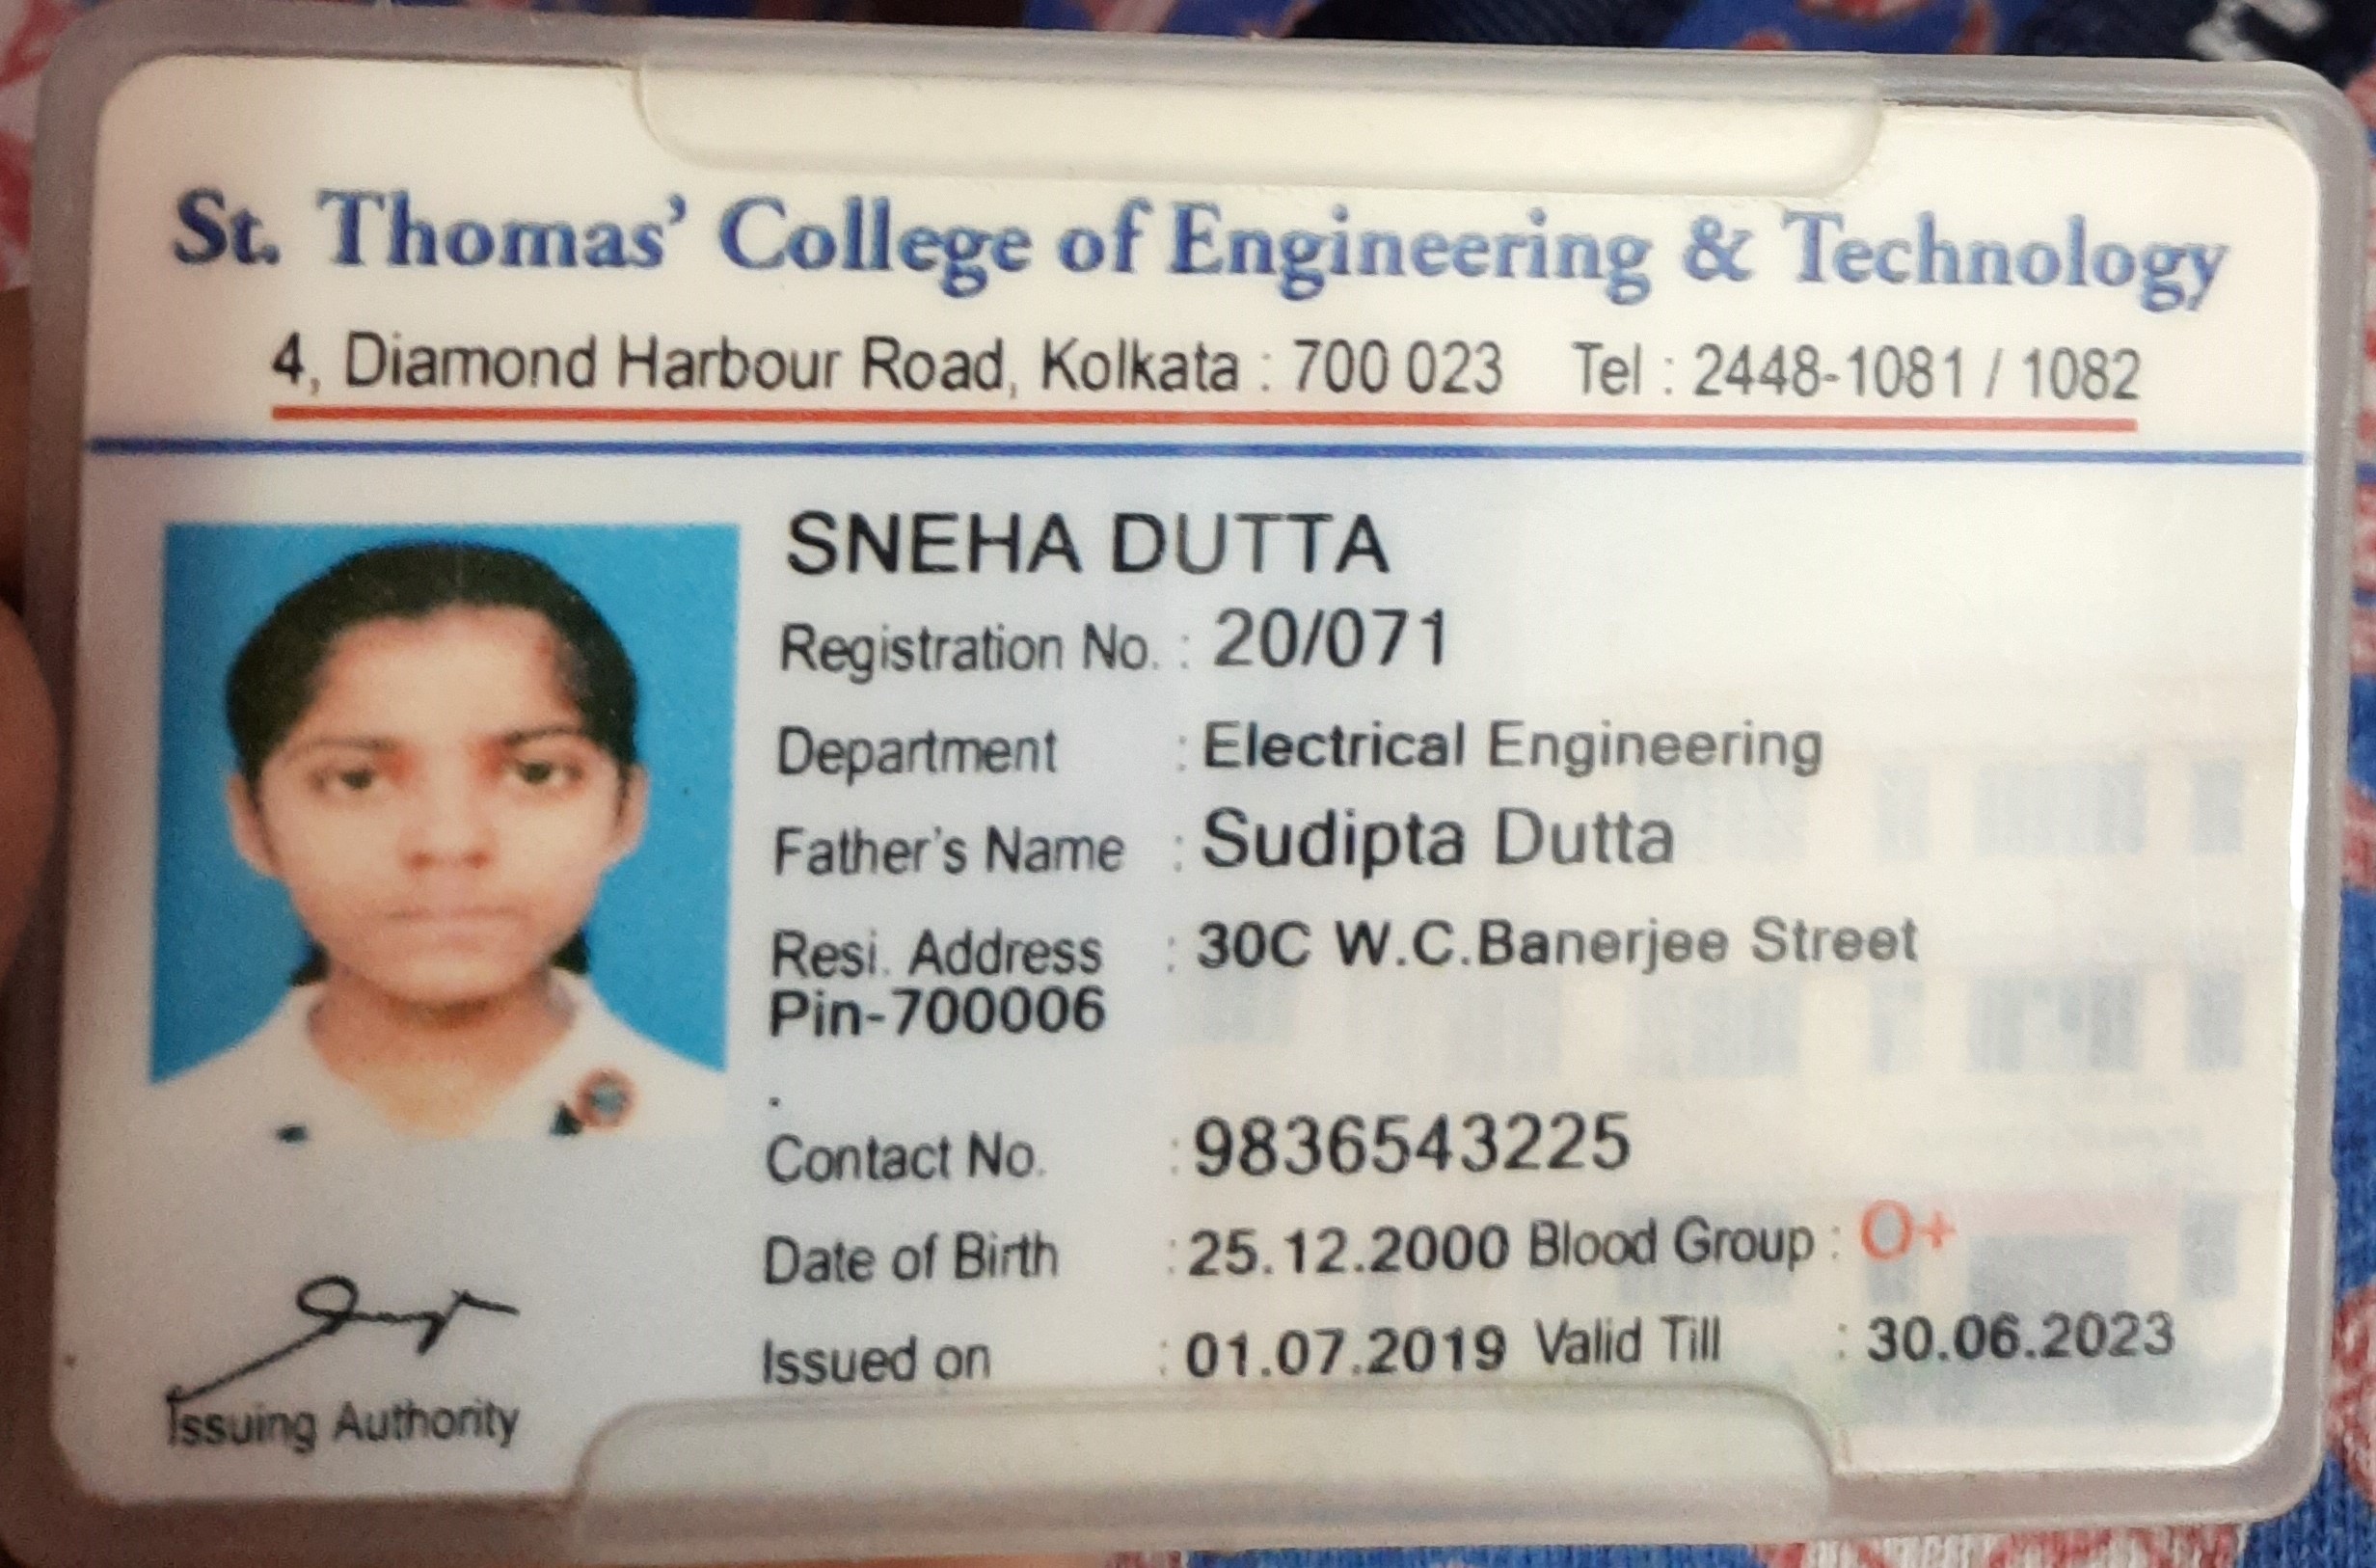 St. Thomas' College of Engineering & Technology
4, Diamond Harbour Road, Kolkata : 700 023 Tel : 2448-1081 / 1082
SNEHA DUTTA
Registration No. : 20/071
Department : Electrical Engineering
Father's Name : Sudipta Dutta
Resi. Address : 30C W.C.Banerjee Street
Pin-700006
.
Contact No. : 9836543225
Date of Birth : 25.12.2000 Blood Group : O+
Issued on : 01.07.2019 Valid Till : 30.06.2023
Issuing Authority